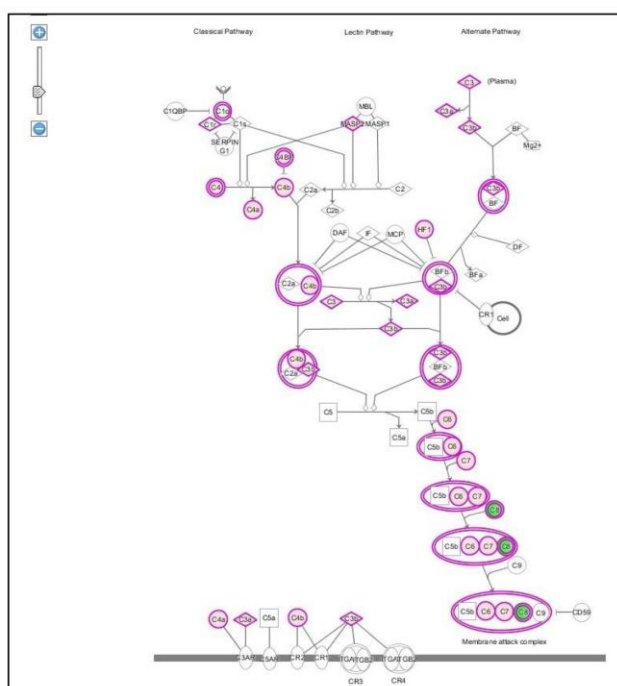 Classical Pathway Lectin Pathway Alternate Pathway
C3 (Plasma)
C1QBP C1q MBL C3a
C1r C1s MASP2 MASP1 C3b BF
SERPIN
G1
Mg2+
C4BP C3b
C4 C4b C2a C2 BF
C4a C2b
DAF IF MCP HF1 DF
C2a C4b BFb BFa
C3b
C3 C3a CR1 Cell
C3b
C4b C3b
C2a C3b BFb
C3b
C5 C5b C6
C5a C5b C6
C7
C5b C6 C7
C8
C5b C6 C7 C8
C9
C5b C6 C7 C8 C9 CD59
Membrane attack complex
C4a C3a C5a C4b C3b
C3AR C5AR CR2 CR1
CR3 CR4